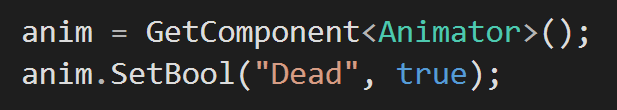 anim = GetComponent<Animator>();
anim.SetBool("Dead", true);